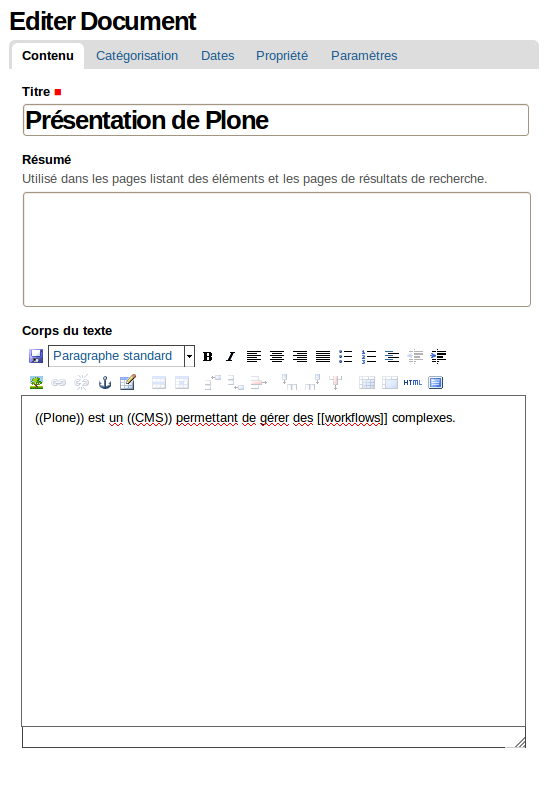 Editer Document
Contenu Catégorisation Dates Propriété Paramètres
Titre
Présentation de Plone
Résumé
Utilisé dans les pages listant des éléments et les pages de résultats de recherche.
Corps du texte
Paragraphe standard B I
HTML
((Plone)) est un ((CMS)) permettant de gérer des [[workflows]] complexes.